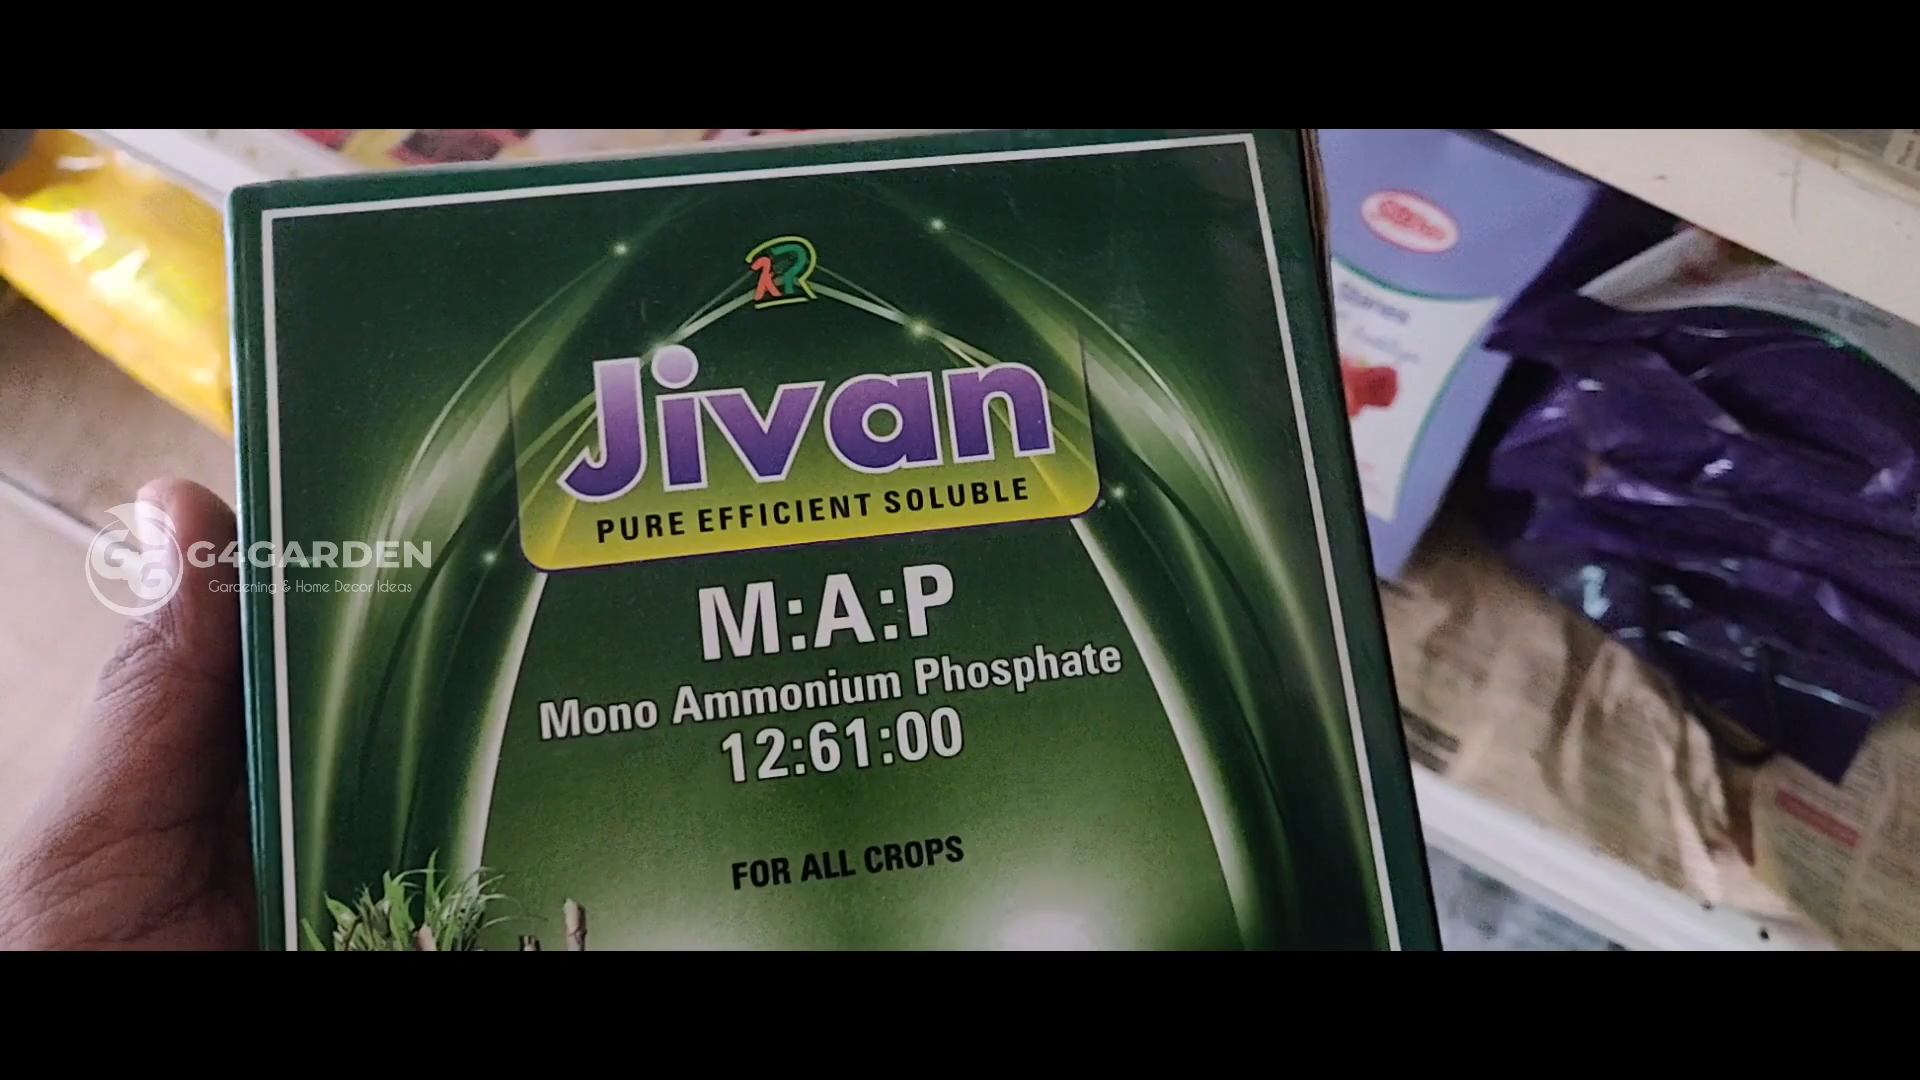 Jivan
PURE EFFICIENT SOLUBLE
M:A:P
Mono Ammonium Phosphate
12:61:00
FOR ALL CROPS
G4GARDEN
Gardening & Home Decor Ideas